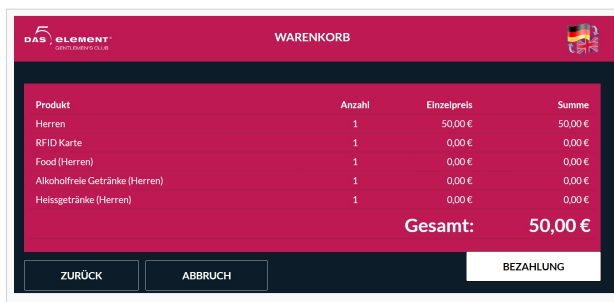 5
DAS ELEMENT
GENTLEMEN'S CLUB
WARENKORB
Produkt Anzahl Einzelpreis Summe
Herren 1 50,00 € 50,00 €
RFID Karte 1 0,00 € 0,00 €
Food (Herren) 1 0,00 € 0,00 €
Alkoholfreie Getränke (Herren) 1 0,00 € 0,00 €
Heissgetränke (Herren) 1 0,00 € 0,00 €
Gesamt: 50,00 €
ZURÜCK ABBRUCH BEZAHLUNG